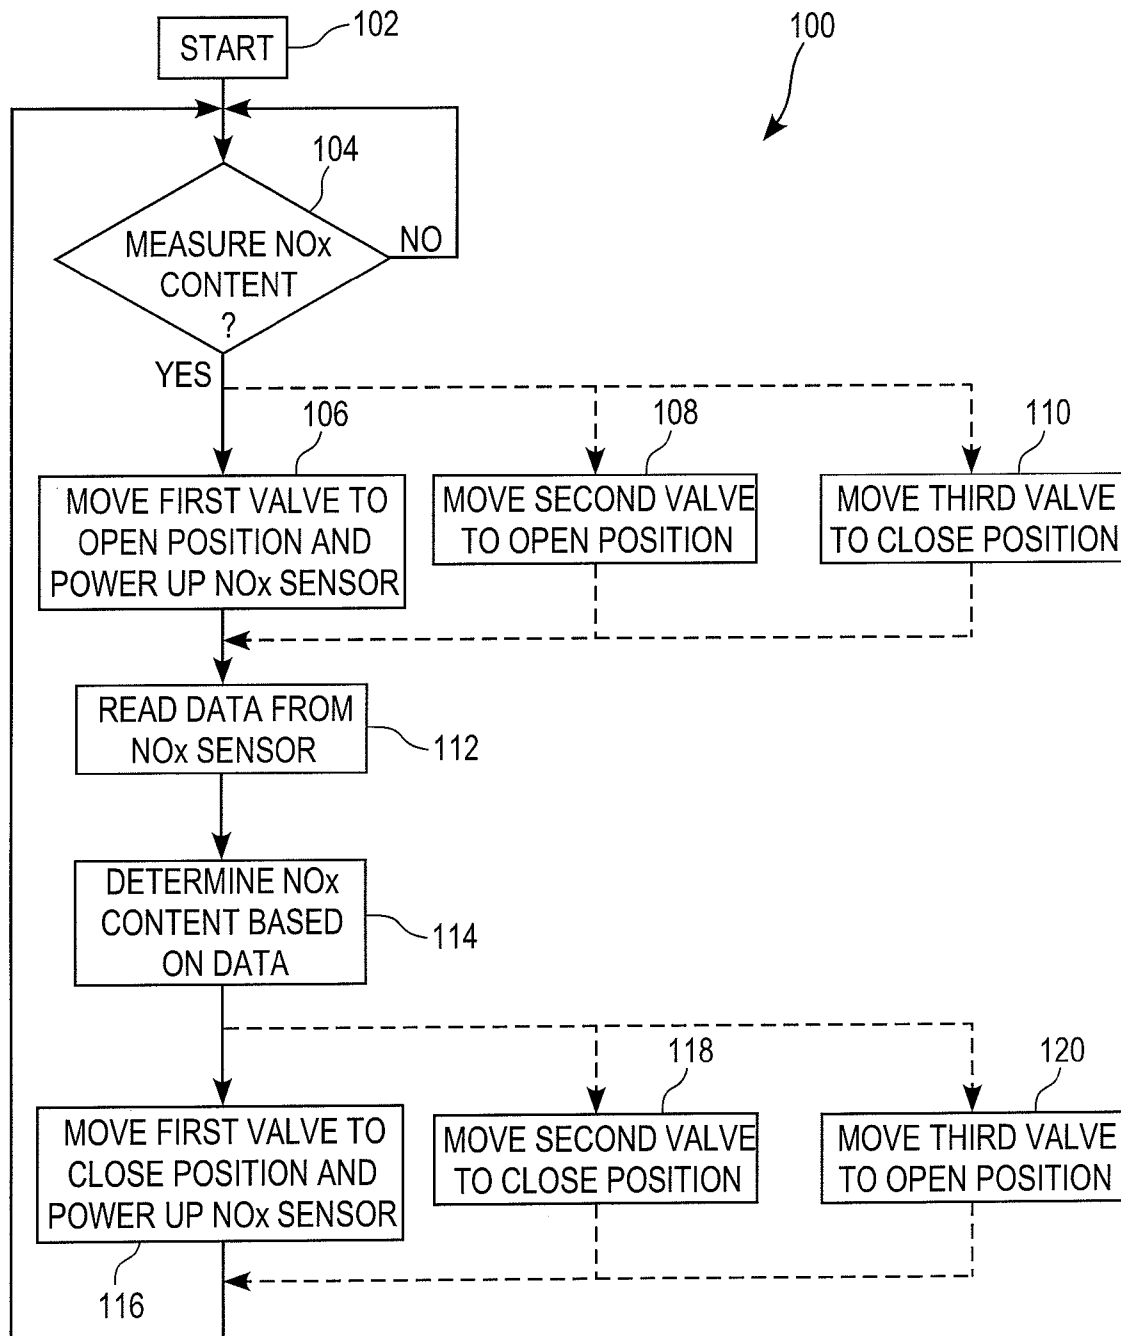 START
102
100
104
MEASURE NOx
CONTENT
?
NO
YES
106
108
110
MOVE FIRST VALVE TO
OPEN POSITION AND
POWER UP NOx SENSOR
MOVE SECOND VALVE
TO OPEN POSITION
MOVE THIRD VALVE
TO CLOSE POSITION
READ DATA FROM
NOx SENSOR
112
DETERMINE NOx
CONTENT BASED
ON DATA
114
118
120
MOVE FIRST VALVE TO
CLOSE POSITION AND
POWER UP NOx SENSOR
MOVE SECOND VALVE
TO CLOSE POSITION
MOVE THIRD VALVE
TO OPEN POSITION
116